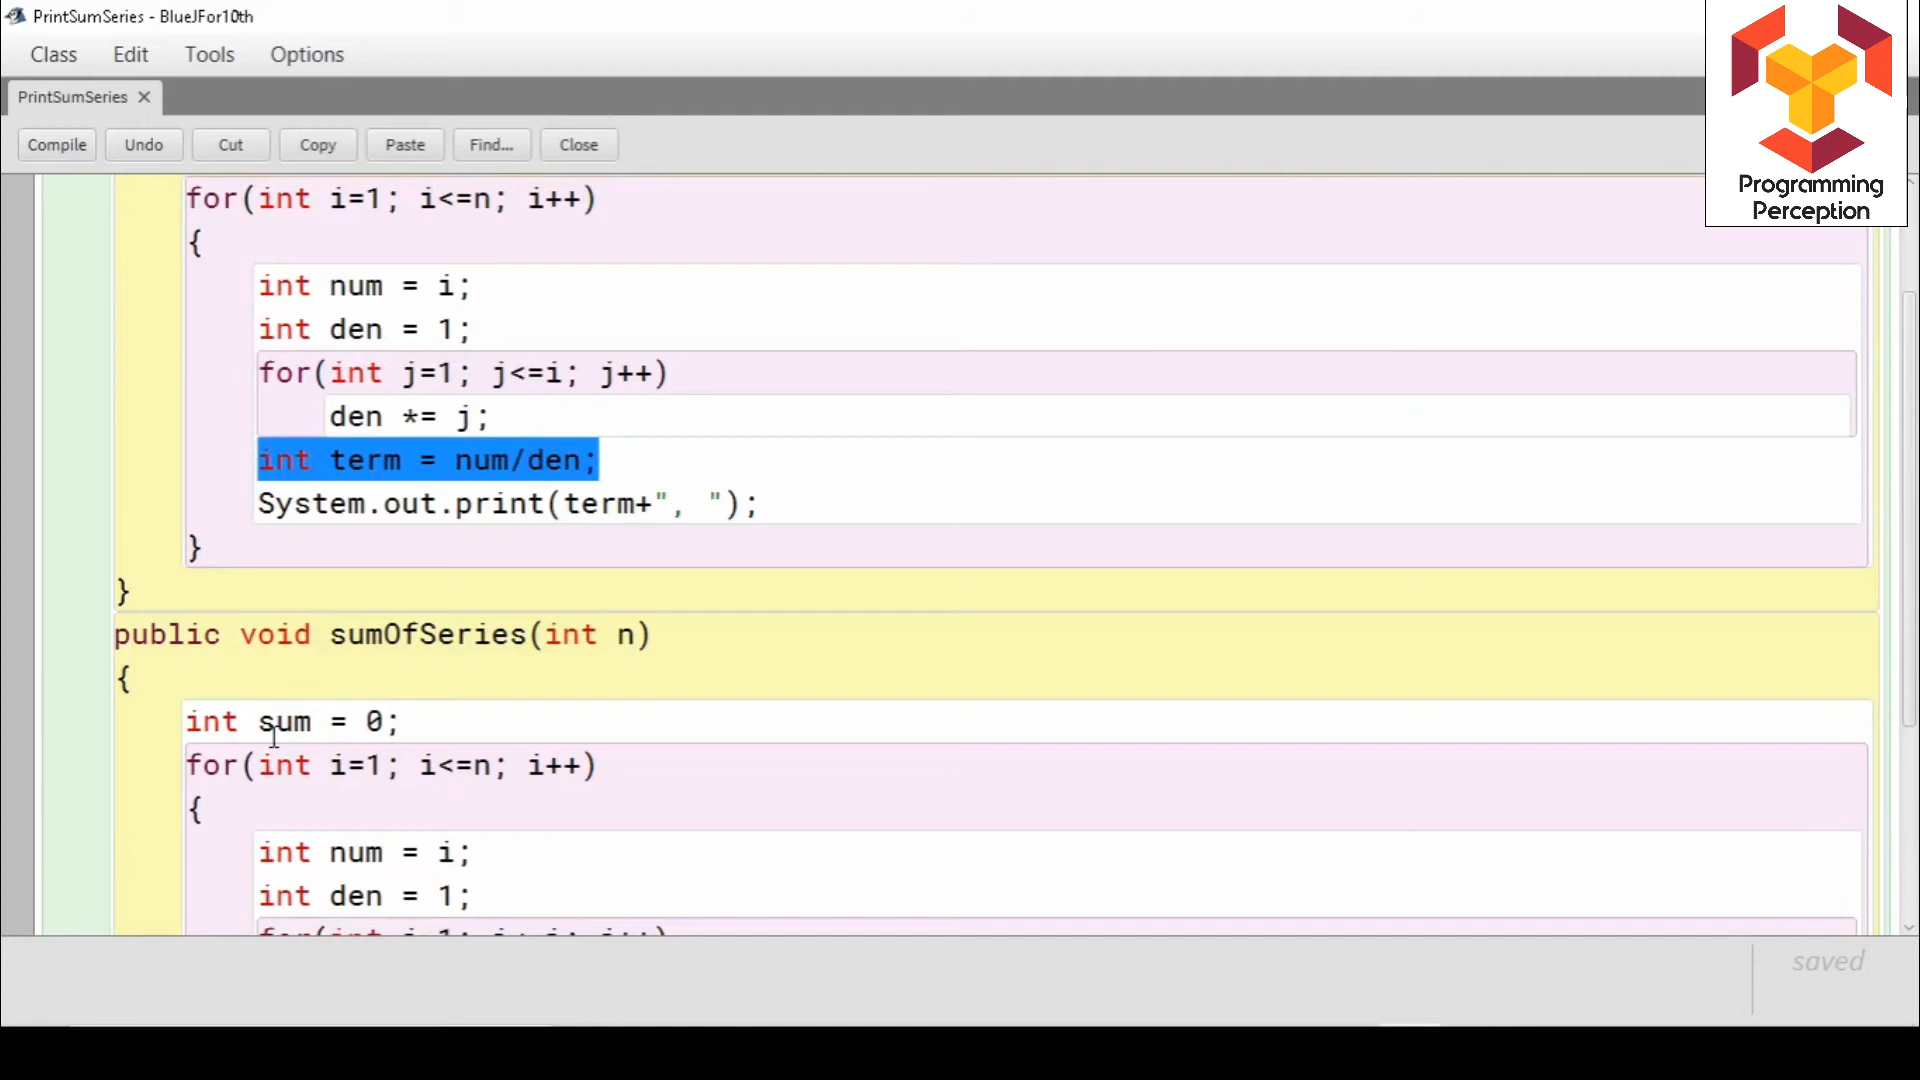 PrintSumSeries - BlueJFor10th
Class Edit Tools Options
PrintSumSeries ✕
Compile Undo Cut Copy Paste Find... Close
Programming
Perception
for(int i=1; i<=n; i++)
{
int num = i;
int den = 1;
for(int j=1; j<=i; j++)
den *= j;
int term = num/den;
System.out.print(term+", ");
}
}
public void sumOfSeries(int n)
{
int sum = 0;
for(int i=1; i<=n; i++)
{
int num = i;
int den = 1;
saved